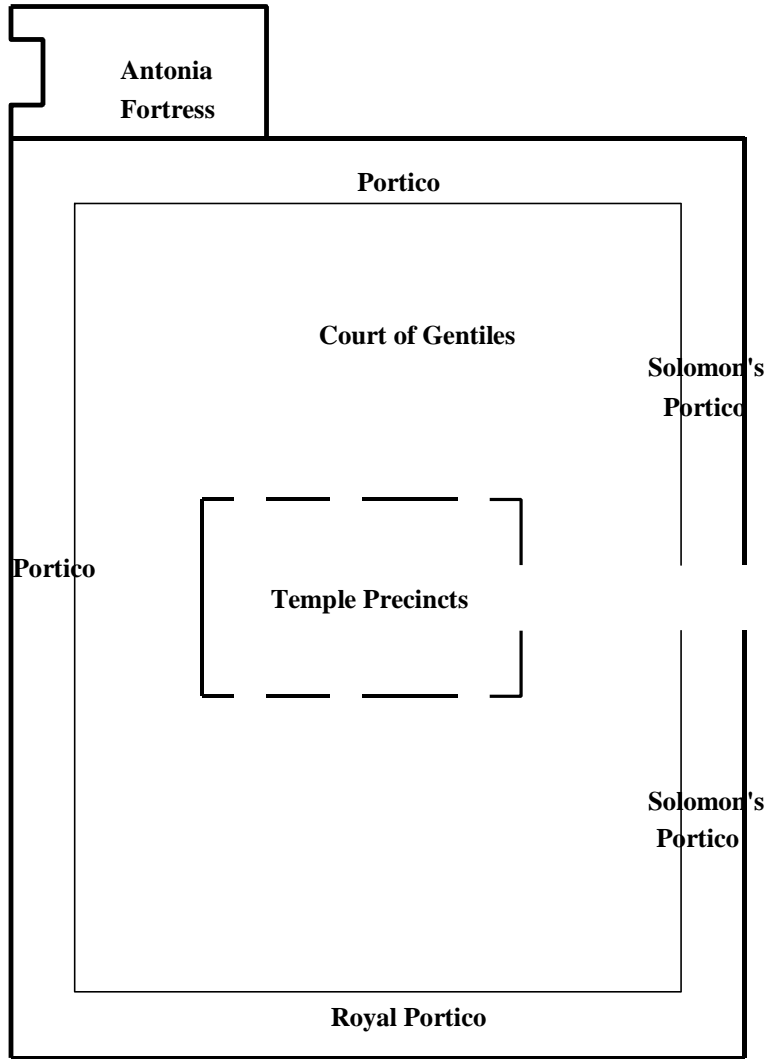 Antonia
Fortress
Portico
Court of Gentiles
Solomon's
Portico
Portico
Temple Precincts
Solomon's
Portico
Royal Portico